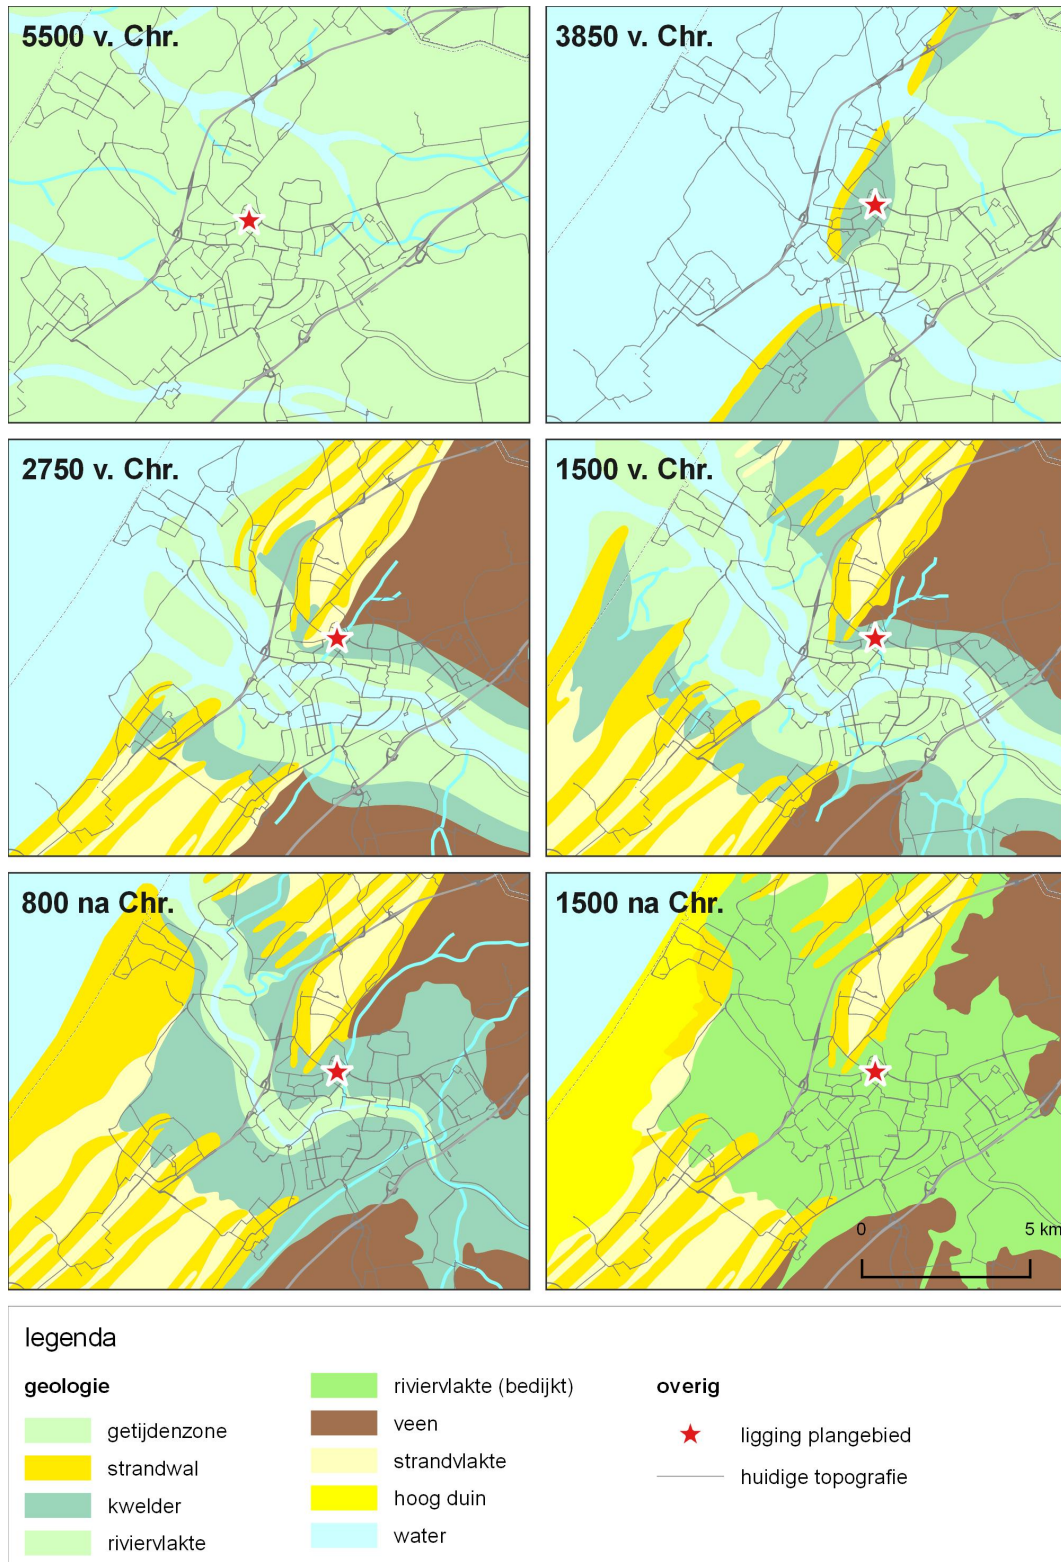 5500 v. Chr.
3850 v. Chr.
2750 v. Chr.
1500 v. Chr.
800 na Chr.
1500 na Chr.
0 5 km
legenda
geologie
getijdenzone
strandwal
kwelder
riviervlakte
riviervlakte (bedijkt)
veen
strandvlakte
hoog duin
water
overig
ligging plangebied
huidige topografie